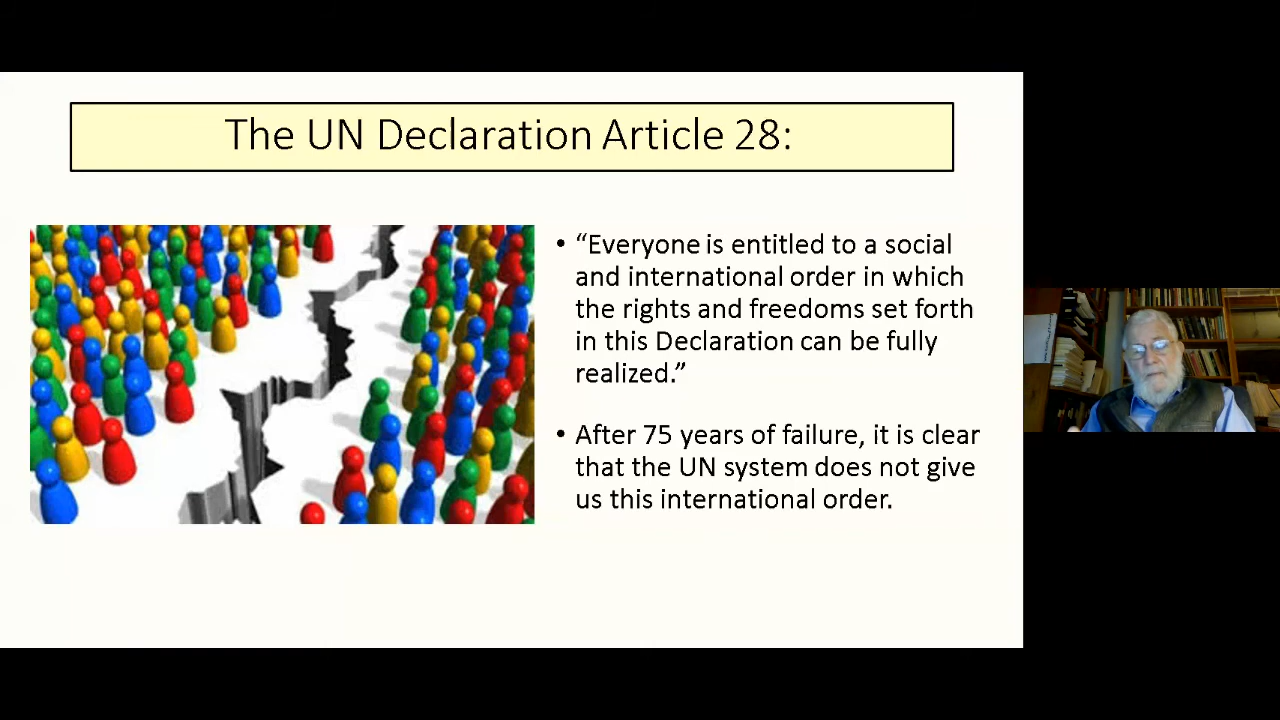 The UN Declaration Article 28:
• “Everyone is entitled to a social
and international order in which
the rights and freedoms set forth
in this Declaration can be fully
realized.”
• After 75 years of failure, it is clear
that the UN system does not give
us this international order.